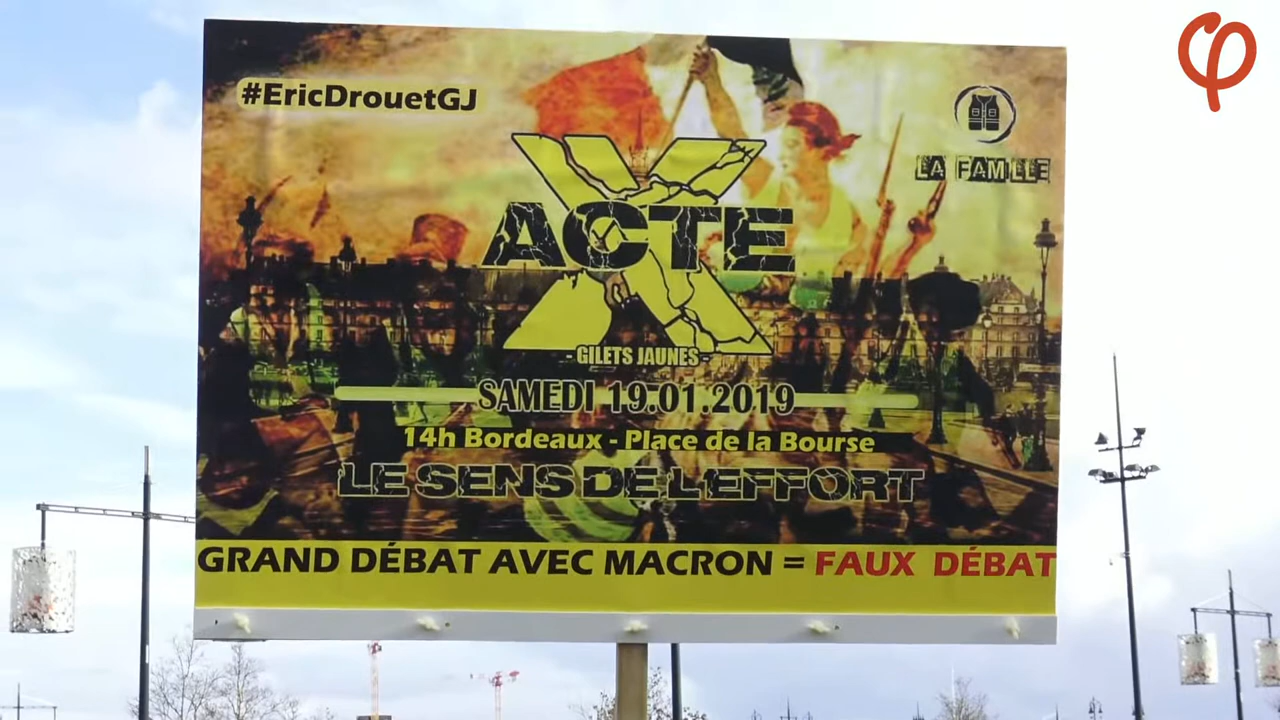 #EricDrouetGJ
LA FAMILLE
X
ACTE
- GILETS JAUNES -
SAMEDI 19.01.2019
14h Bordeaux - Place de la Bourse
LE SENS DE L'EFFORT
GRAND DÉBAT AVEC MACRON = FAUX DÉBAT
φ